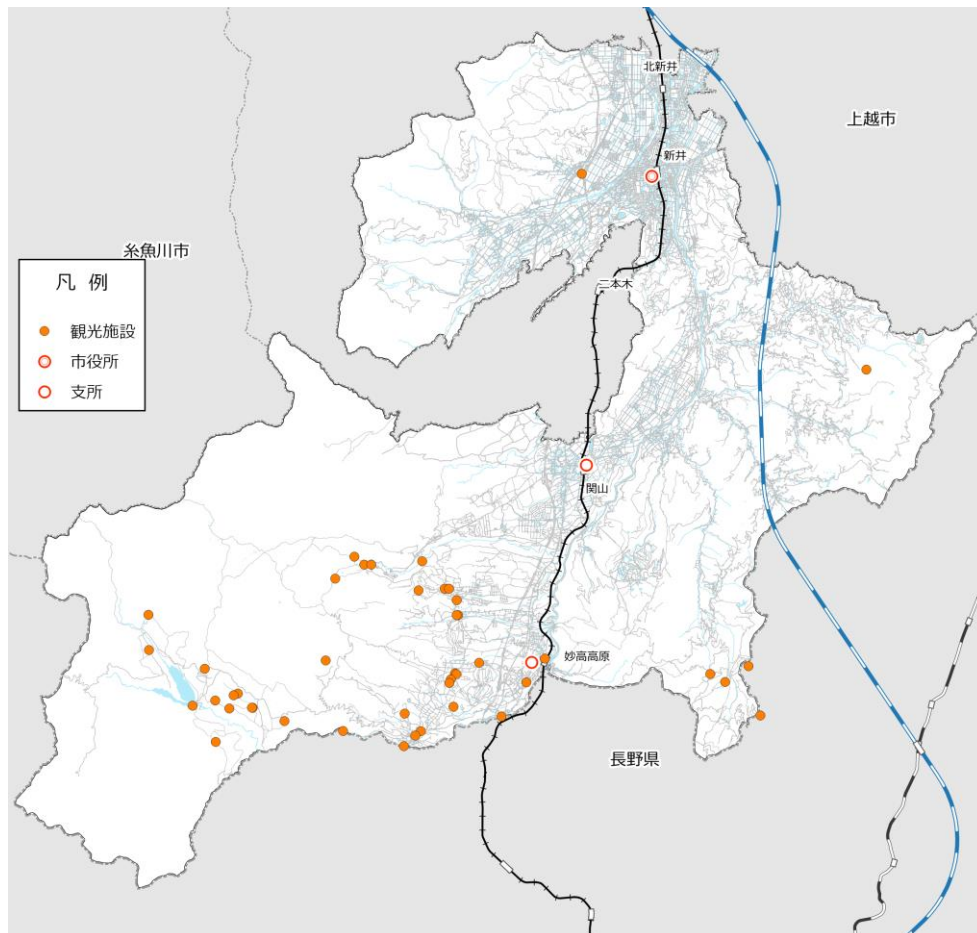 北新井
上越市
新井
糸魚川市
二本木
凡 例
観光施設
市役所
支所
関山
妙高高原
長野県